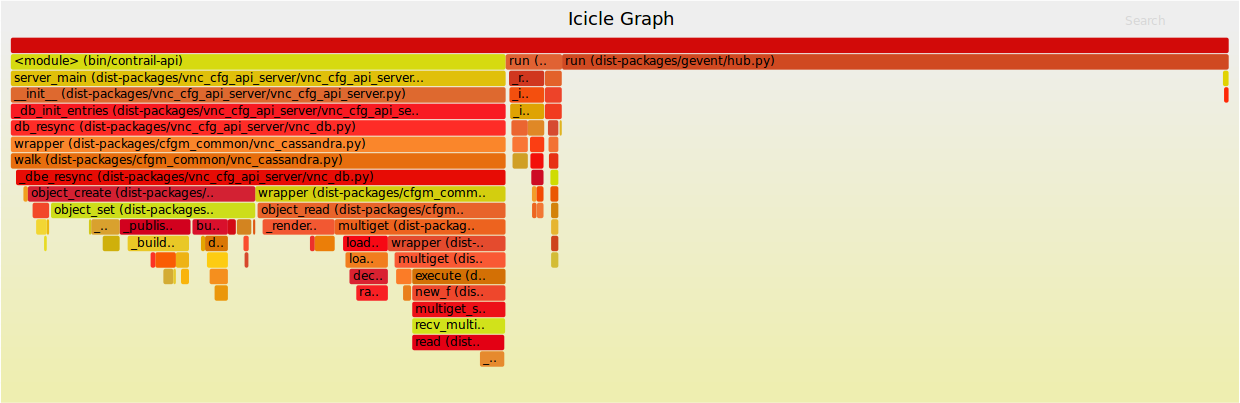 Icicle Graph
Search
<module> (bin/contrail-api)
run (..
run (dist-packages/gevent/hub.py)
server_main (dist-packages/vnc_cfg_api_server/vnc_cfg_api_server...
_r..
__init__ (dist-packages/vnc_cfg_api_server/vnc_cfg_api_server.py)
_i..
_db_init_entries (dist-packages/vnc_cfg_api_server/vnc_cfg_api_se..
_i..
db_resync (dist-packages/vnc_cfg_api_server/vnc_db.py)
wrapper (dist-packages/cfgm_common/vnc_cassandra.py)
walk (dist-packages/cfgm_common/vnc_cassandra.py)
_dbe_resync (dist-packages/vnc_cfg_api_server/vnc_db.py)
object_create (dist-packages/..
wrapper (dist-packages/cfgm_comm..
object_set (dist-packages..
object_read (dist-packages/cfgm..
_..
_publis..
bu..
_render..
multiget (dist-packag..
_build..
d..
load..
wrapper (dist-..
loa..
multiget (dis..
dec..
execute (d..
ra..
new_f (dis..
multiget_s..
recv_multi..
read (dist..
_..